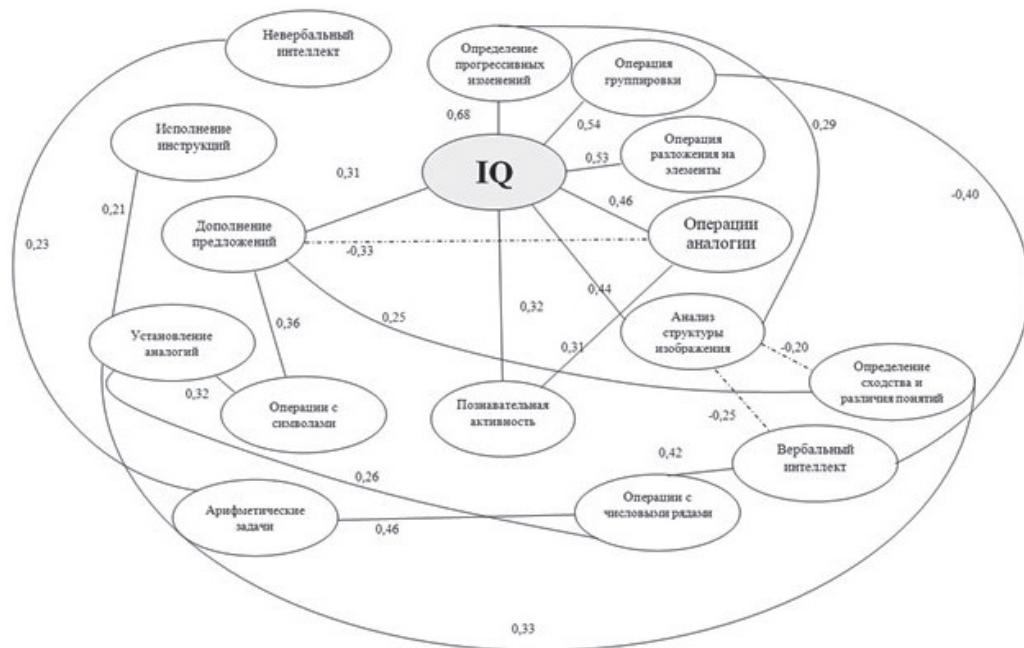 Невербальный
интеллект
Определение
прогрессивных
изменений
Операция
группировки
0,68
0,54
0,29
Исполнение
инструкций
Операция
разложения на
элементы
IQ
0,53
0,31
-0,40
0,46
0,21
Дополнение
предложений
Операции
аналогии
0,23
-0,33
0,44
0,32
0,25
Анализ
структуры
изображения
0,36
Установление
аналогий
0,31
-0,20
Определение
сходства и
различия понятий
0,32
Операции с
символами
Познавательная
активность
-0,25
Вербальный
интеллект
0,42
0,26
Операции с
числовыми рядами
Арифметические
задачи
0,46
0,33